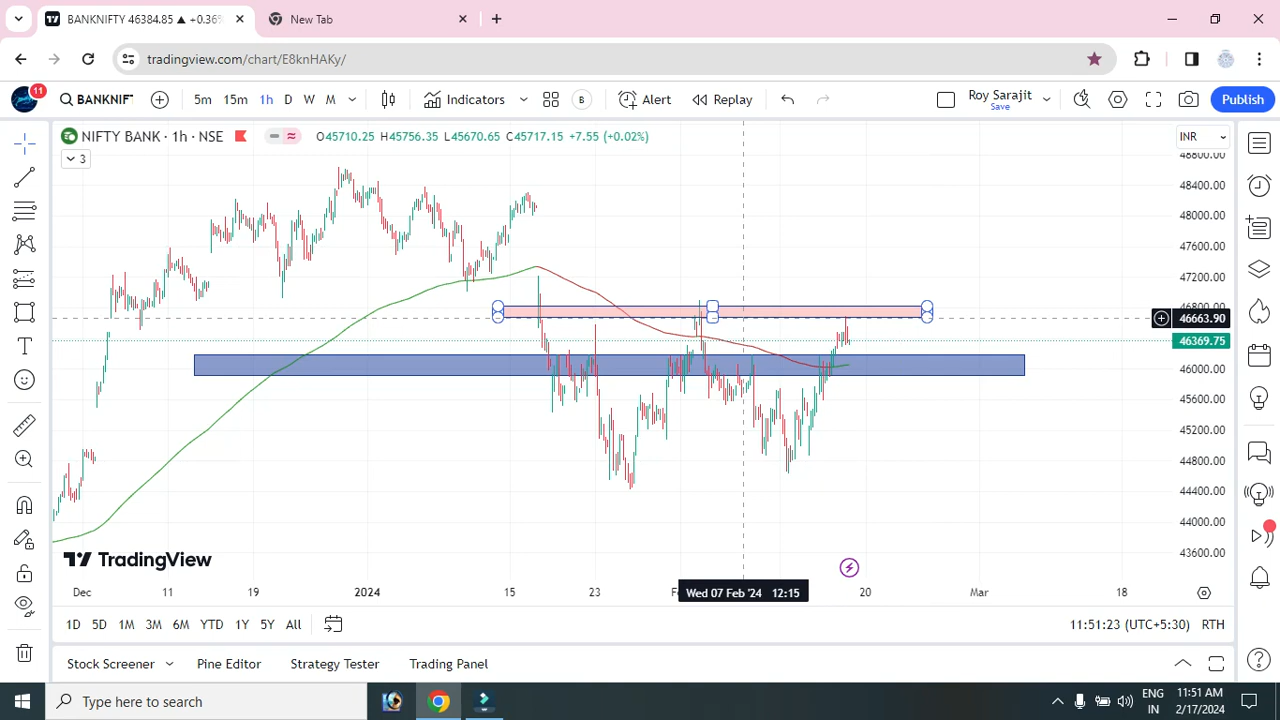 BANKNIFTY 46384.85 ▲ +0.36%
New Tab
tradingview.com/chart/E8knHAKy/
11
BANKNIF
5m 15m 1h D W M
Indicators
B
Alert
Replay
Roy Sarajit
Save
Publish
NIFTY BANK · 1h · NSE
O45710.25 H45756.35 L45670.65 C45717.15 +7.55 (+0.02%)
INR
3
48800.00
48400.00
48000.00
47600.00
47200.00
46800.00
46663.90
46369.75
46000.00
45600.00
45200.00
44800.00
44400.00
44000.00
43600.00
TradingView
Dec 11 19 2024 15 23 Wed 07 Feb '24 12:15 20 Mar 18
1D 5D 1M 3M 6M YTD 1Y 5Y All
11:51:23 (UTC+5:30) RTH
Stock Screener
Pine Editor
Strategy Tester
Trading Panel
Type here to search
ENG
IN
11:51 AM
2/17/2024